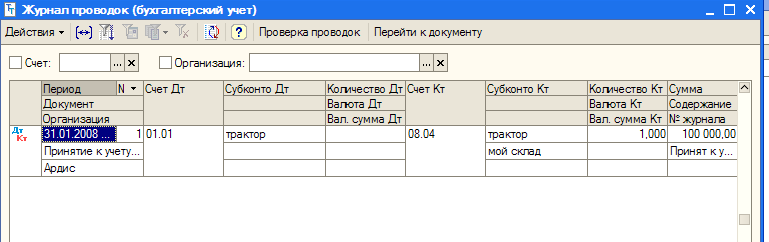 Журнал проводок (бухгалтерский учет)
Действия Проверка проводок Перейти к документу
Счет: ... × Организация: ... ×
Период N Счет Дт Субконто Дт Количество Дт Счет Кт Субконто Кт Количество Кт Сумма
Документ Валюта Дт Валюта Кт Содержание
Организация Вал. сумма Дт Вал. сумма Кт № журнала
Дт Кт 31.01.2008 ... 1 01.01 трактор 08.04 трактор 1,000 100 000,00
Принятие к учету... мой склад Принят к у...
Ардис